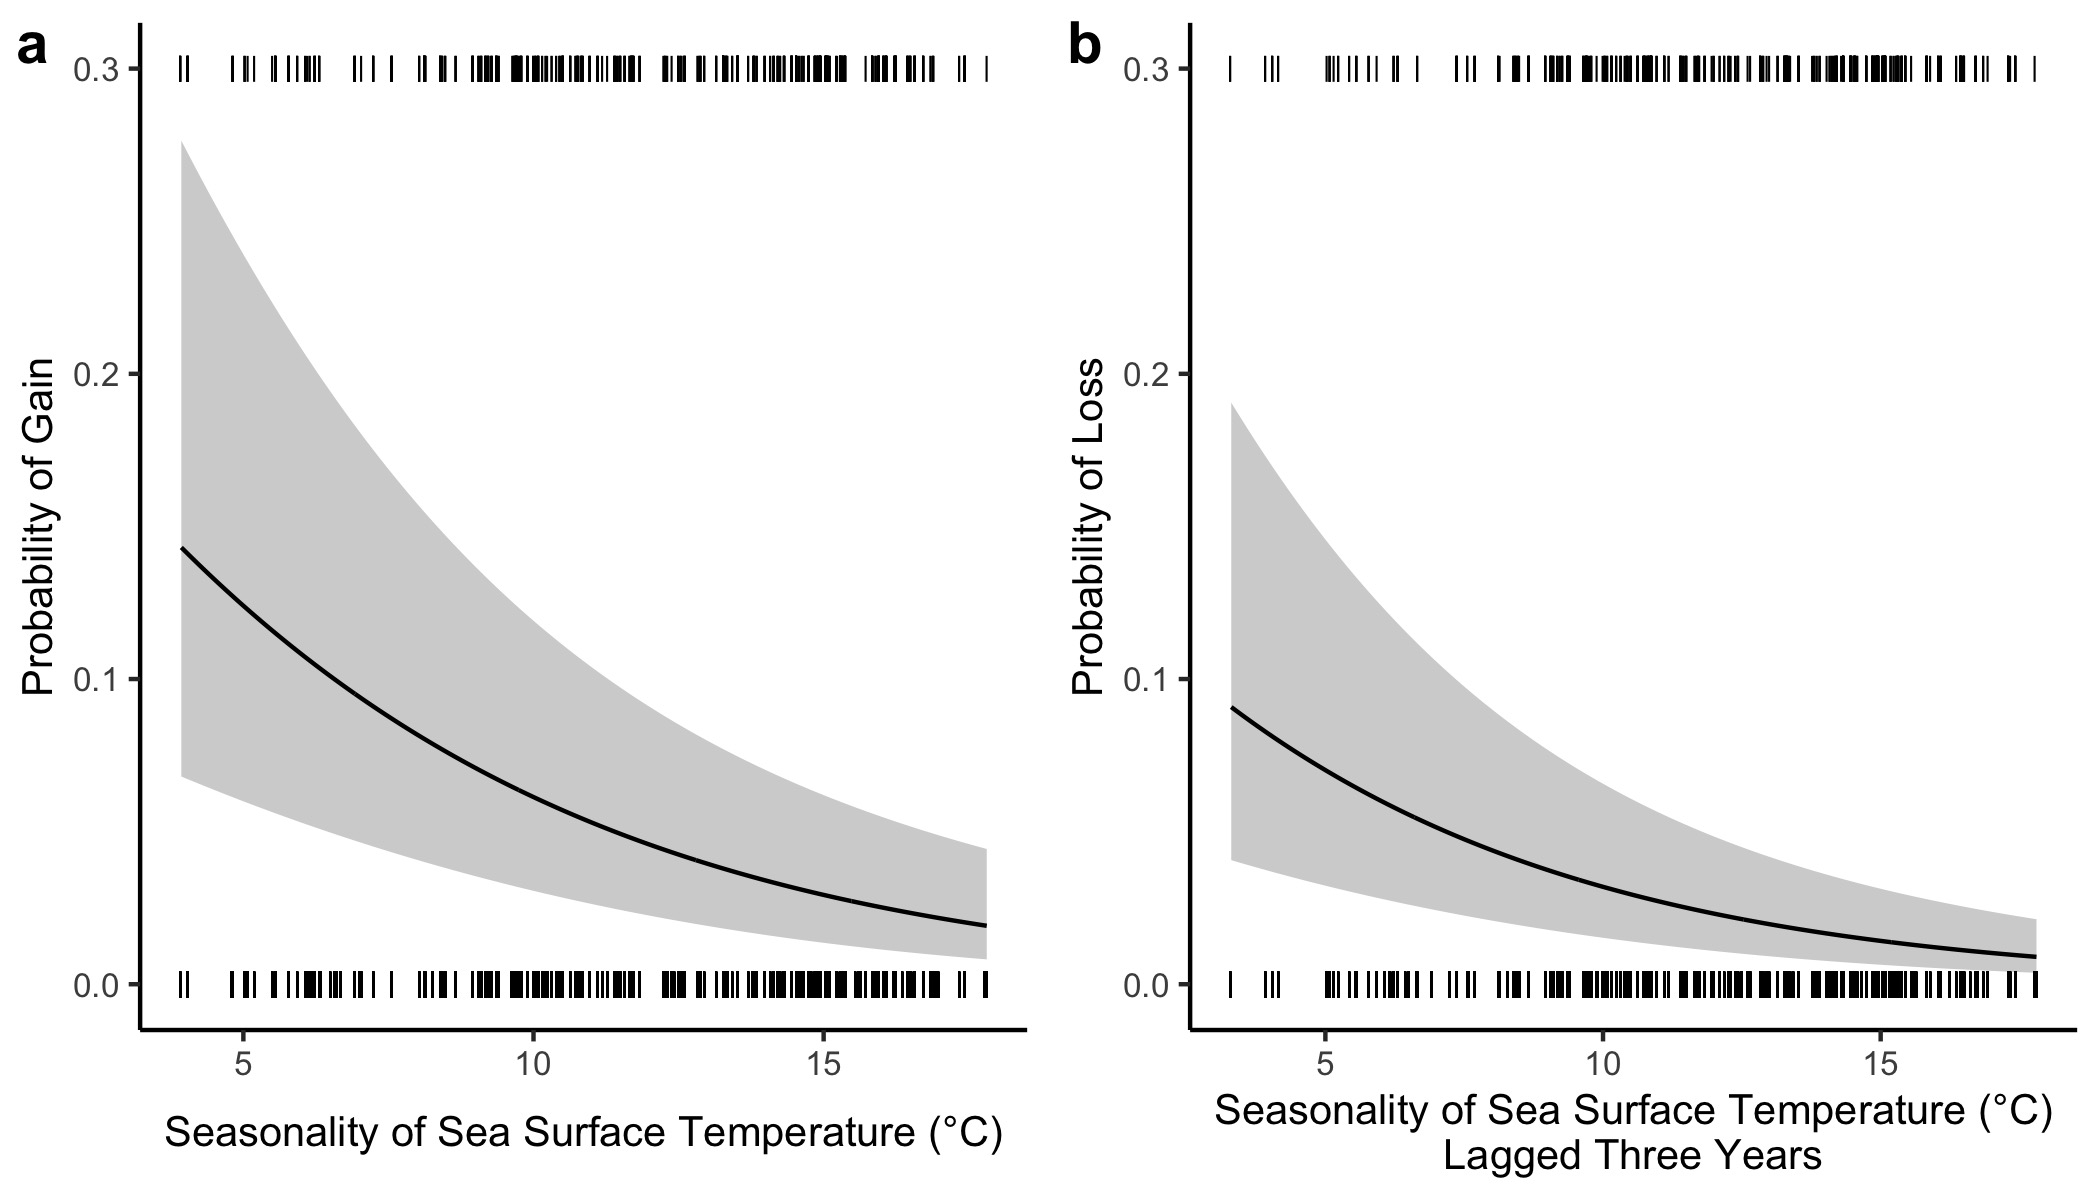 a
0.3
0.2
0.1
0.0
Probability of Gain
5 10 15
Seasonality of Sea Surface Temperature (°C)
b
0.3
0.2
0.1
0.0
Probability of Loss
5 10 15
Seasonality of Sea Surface Temperature (°C)
Lagged Three Years